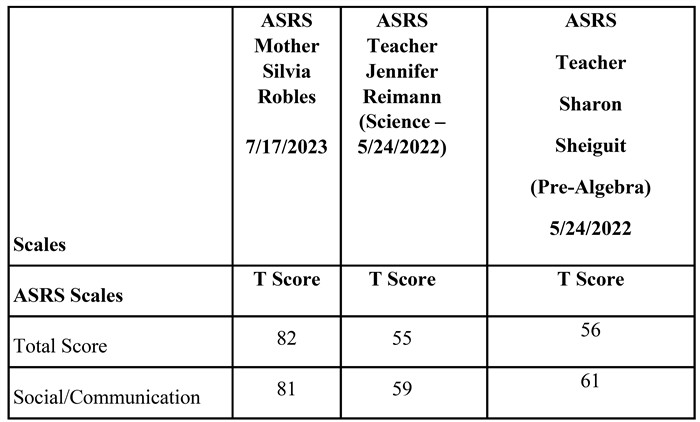 ASRS
Mother
Silvia
Robles
7/17/2023
ASRS
Teacher
Jennifer
Reimann
(Science –
5/24/2022)
ASRS
Teacher
Sharon
Sheiguit
(Pre-Algebra)
5/24/2022
Scales
ASRS Scales
T Score
T Score
T Score
Total Score
82
55
56
Social/Communication
81
59
61